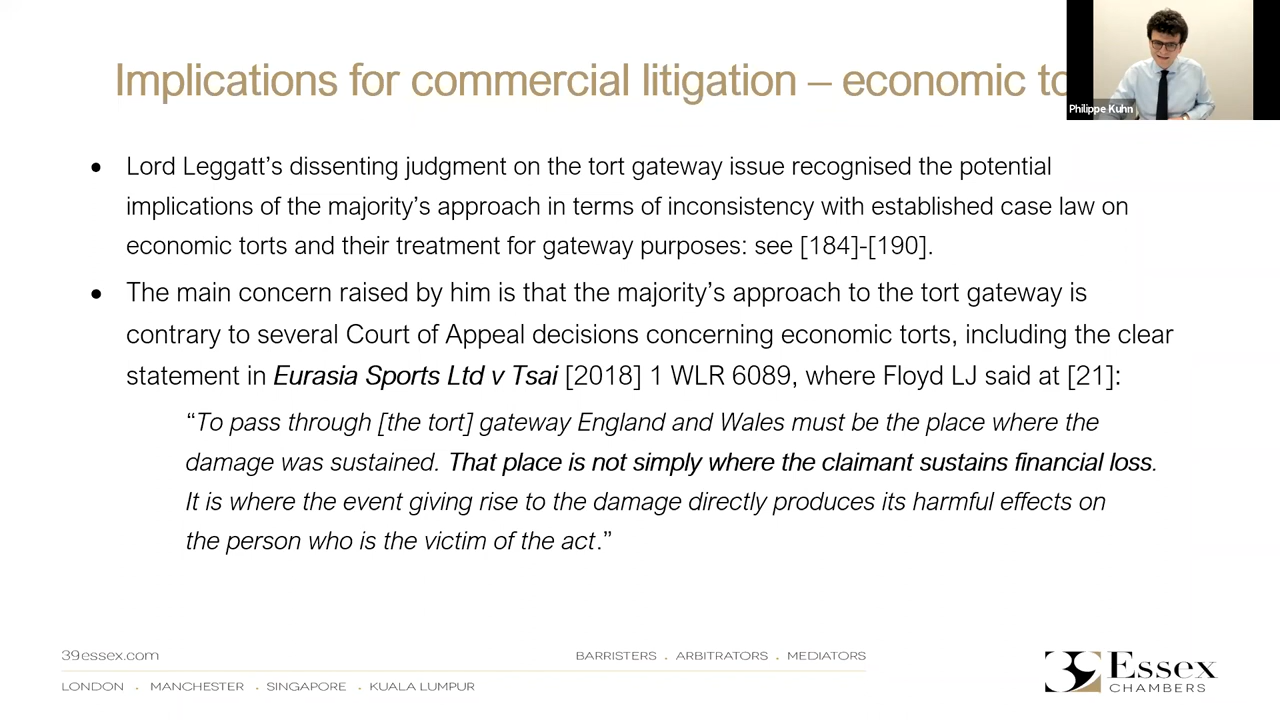 Implications for commercial litigation – economic to
Philippe Kuhn
• Lord Leggatt’s dissenting judgment on the tort gateway issue recognised the potential
implications of the majority’s approach in terms of inconsistency with established case law on
economic torts and their treatment for gateway purposes: see [184]-[190].
• The main concern raised by him is that the majority’s approach to the tort gateway is
contrary to several Court of Appeal decisions concerning economic torts, including the clear
statement in Eurasia Sports Ltd v Tsai [2018] 1 WLR 6089, where Floyd LJ said at [21]:
“To pass through [the tort] gateway England and Wales must be the place where the
damage was sustained. That place is not simply where the claimant sustains financial loss.
It is where the event giving rise to the damage directly produces its harmful effects on
the person who is the victim of the act.”
39essex.com
BARRISTERS . ARBITRATORS . MEDIATORS
LONDON . MANCHESTER . SINGAPORE . KUALA LUMPUR
39 Essex
CHAMBERS